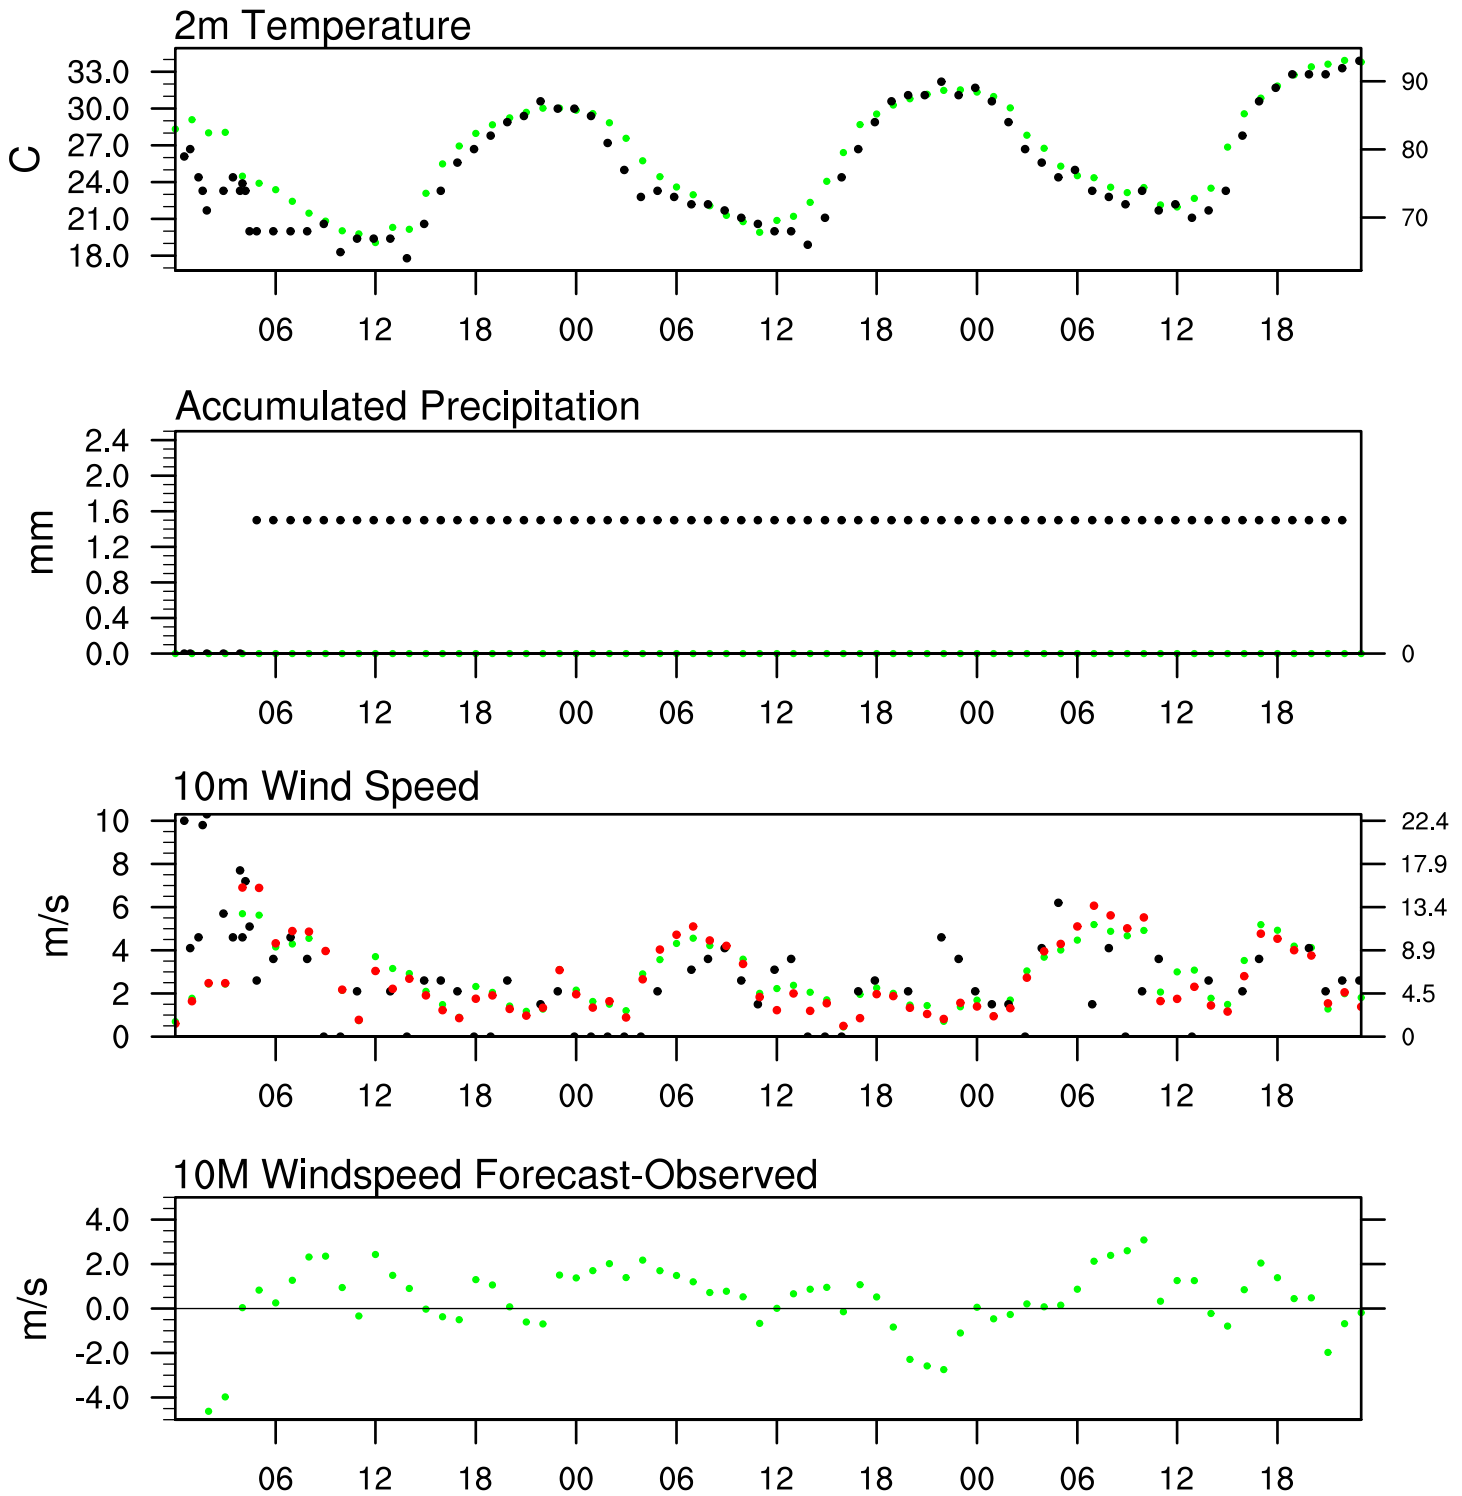 2m Temperature
C
33.0
30.0
27.0
24.0
21.0
18.0
90
80
70
06 12 18 00 06 12 18 00 06 12 18
Accumulated Precipitation
mm
2.4
2.0
1.6
1.2
0.8
0.4
0.0
0
06 12 18 00 06 12 18 00 06 12 18
10m Wind Speed
m/s
10
8
6
4
2
0
22.4
17.9
13.4
8.9
4.5
0
06 12 18 00 06 12 18 00 06 12 18
10M Windspeed Forecast-Observed
m/s
4.0
2.0
0.0
-2.0
-4.0
06 12 18 00 06 12 18 00 06 12 18